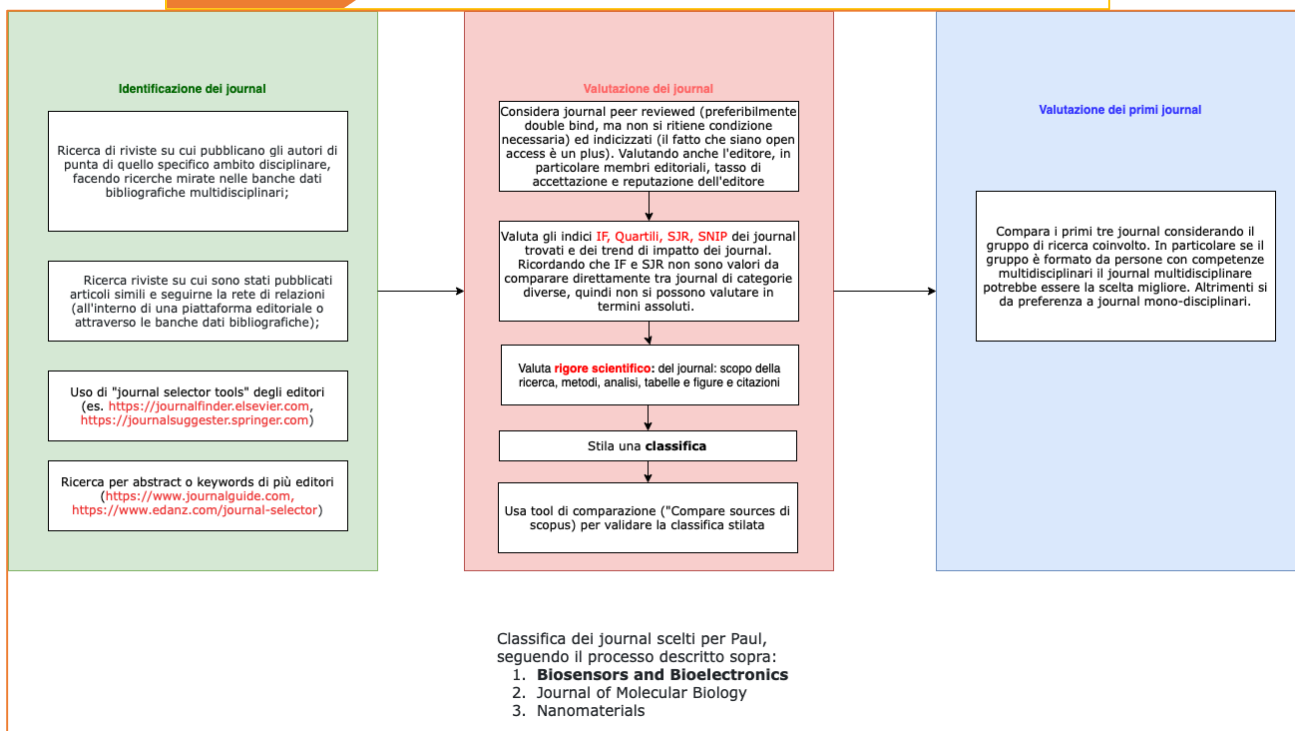 Identificazione dei journal
Ricerca di riviste su cui pubblicano gli autori di
punta di quello specifico ambito disciplinare,
facendo ricerche mirate nelle banche dati
bibliografiche multidisciplinari;
Ricerca riviste su cui sono stati pubblicati
articoli simili e seguirne la rete di relazioni
(all'interno di una piattaforma editoriale o
attraverso le banche dati bibliografiche);
Uso di "journal selector tools" degli editori
(es. https://journalfinder.elsevier.com,
https://journalsuggester.springer.com)
Ricerca per abstract o keywords di più editori
(https://www.journalguide.com,
https://www.edanz.com/journal-selector)
Valutazione dei journal
Considera journal peer reviewed (preferibilmente
double bind, ma non si ritiene condizione
necessaria) ed indicizzati (il fatto che siano open
access è un plus). Valutando anche l'editore, in
particolare membri editoriali, tasso di
accettazione e reputazione dell'editore
Valuta gli indici IF, Quartili, SJR, SNIP dei journal
trovati e dei trend di impatto dei journal.
Ricordando che IF e SJR non sono valori da
comparare direttamente tra journal di categorie
diverse, quindi non si possono valutare in
termini assoluti.
Valuta rigore scientifico: del journal: scopo della
ricerca, metodi, analisi, tabelle e figure e citazioni
Stila una classifica
Usa tool di comparazione ("Compare sources di
scopus) per validare la classifica stilata
Valutazione dei primi journal
Compara i primi tre journal considerando il
gruppo di ricerca coinvolto. In particolare se il
gruppo è formato da persone con competenze
multidisciplinari il journal multidisciplinare
potrebbe essere la scelta migliore. Altrimenti si
da preferenza a journal mono-disciplinari.
Classifica dei journal scelti per Paul,
seguendo il processo descritto sopra:
1. Biosensors and Bioelectronics
2. Journal of Molecular Biology
3. Nanomaterials